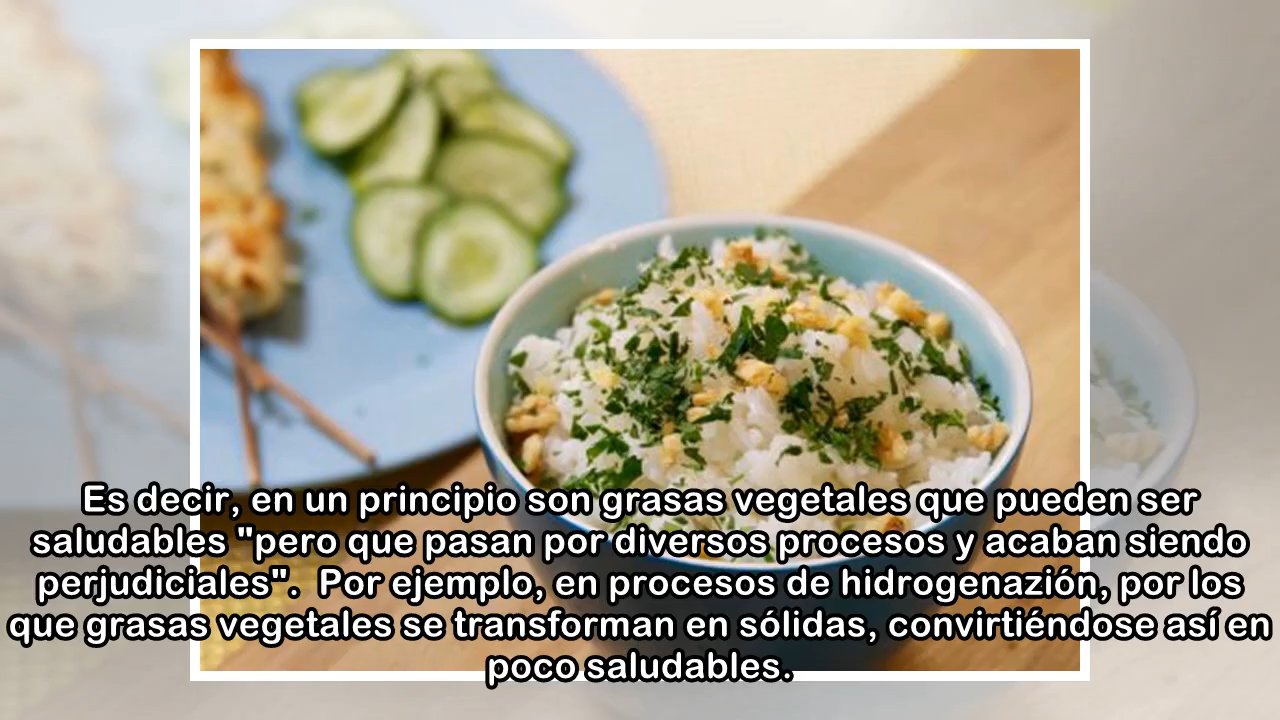 Es decir, en un principio son grasas vegetales que pueden ser
saludables "pero que pasan por diversos procesos y acaban siendo
perjudiciales".  Por ejemplo, en procesos de hidrogenazión, por los
que grasas vegetales se transforman en sólidas, convirtiéndose así en
poco saludables.